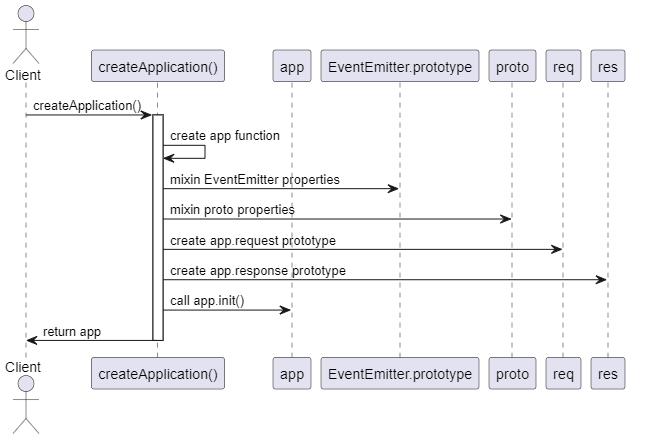 Client
createApplication()
app
EventEmitter.prototype
proto
req
res
createApplication()
create app function
mixin EventEmitter properties
mixin proto properties
create app.request prototype
create app.response prototype
call app.init()
return app
Client
createApplication()
app
EventEmitter.prototype
proto
req
res